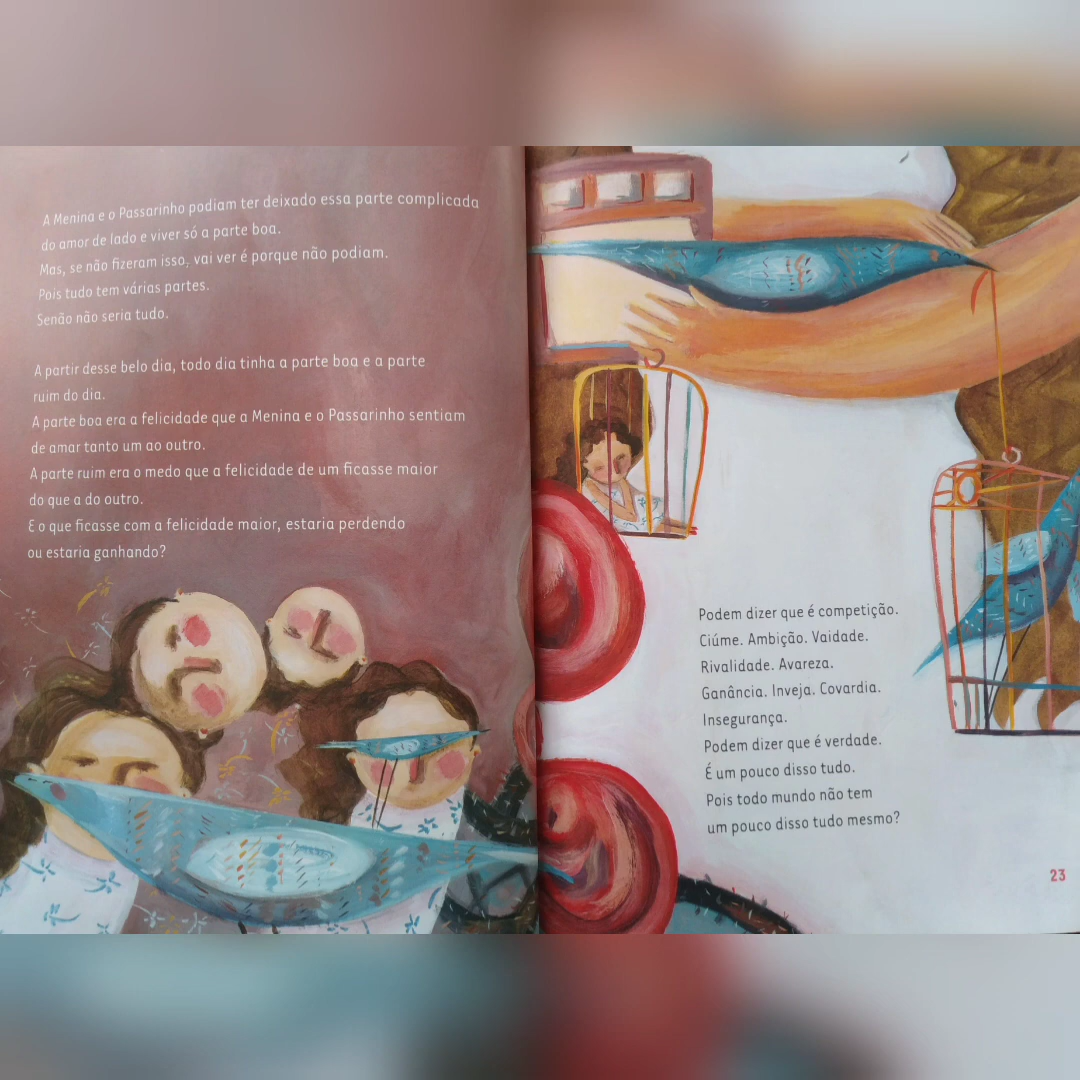 A Menina e o Passarinho podiam ter deixado essa parte complicada
do amor de lado e viver só a parte boa.
Mas, se não fizeram isso, vai ver é porque não podiam.
Pois tudo tem várias partes.
Senão não seria tudo.
A partir desse belo dia, todo dia tinha a parte boa e a parte
ruim do dia.
A parte boa era a felicidade que a Menina e o Passarinho sentiam
de amar tanto um ao outro.
A parte ruim era o medo que a felicidade de um ficasse maior
do que a do outro.
E o que ficasse com a felicidade maior, estaria perdendo
ou estaria ganhando?
Podem dizer que é competição.
Ciúme. Ambição. Vaidade.
Rivalidade. Avareza.
Ganância. Inveja. Covardia.
Insegurança.
Podem dizer que é verdade.
É um pouco disso tudo.
Pois todo mundo não tem
um pouco disso tudo mesmo?
23